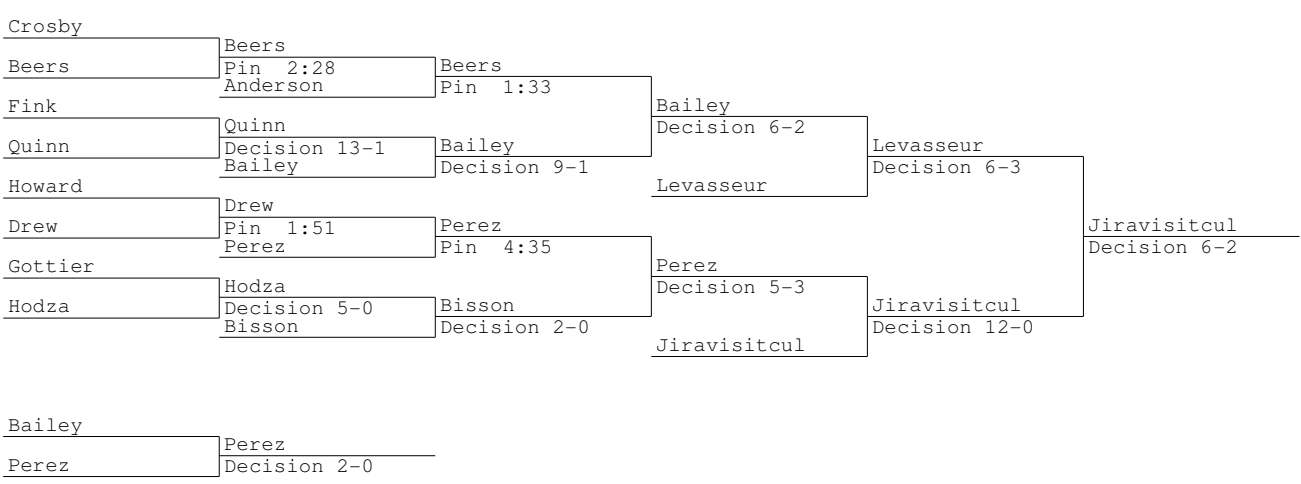 Crosby
Beers
Beers
Pin 2:28
Beers
Anderson
Pin 1:33
Fink
Bailey
Quinn
Decision 6-2
Quinn
Decision 13-1
Bailey
Levasseur
Bailey
Decision 9-1
Decision 6-3
Howard
Levasseur
Drew
Drew
Pin 1:51
Perez
Jiravisitcul
Perez
Pin 4:35
Decision 6-2
Gottier
Perez
Hodza
Decision 5-3
Hodza
Decision 5-0
Bisson
Jiravisitcul
Bisson
Decision 2-0
Decision 12-0
Jiravisitcul
Bailey
Perez
Perez
Decision 2-0